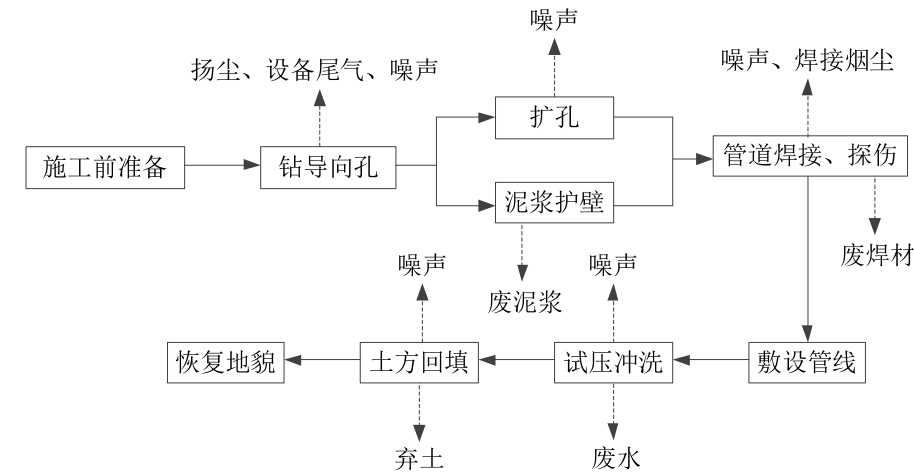 噪声
扬尘、设备尾气、噪声
噪声、焊接烟尘
扩孔
施工前准备
钻导向孔
管道焊接、探伤
泥浆护壁
废焊材
噪声
噪声
废泥浆
恢复地貌
土方回填
试压冲洗
敷设管线
弃土
废水